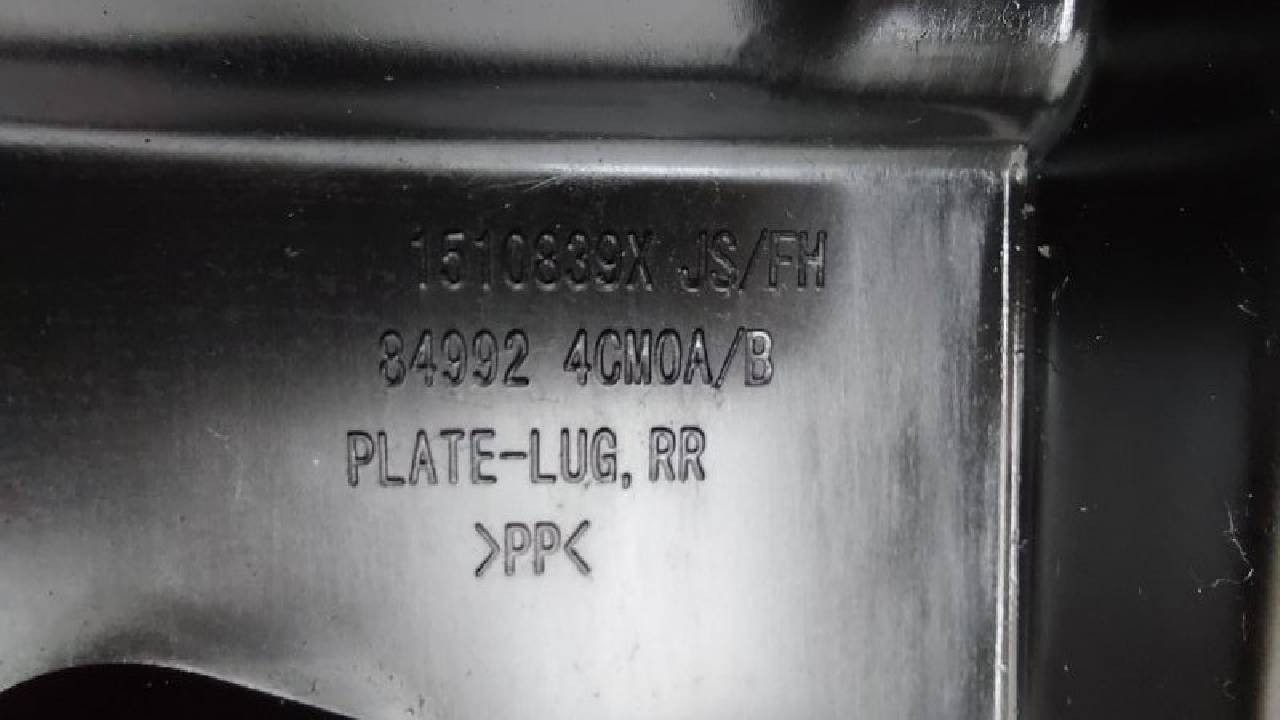 1510839X JS/FH
84992 4CM0A/B
PLATE-LUG, RR
>PP<